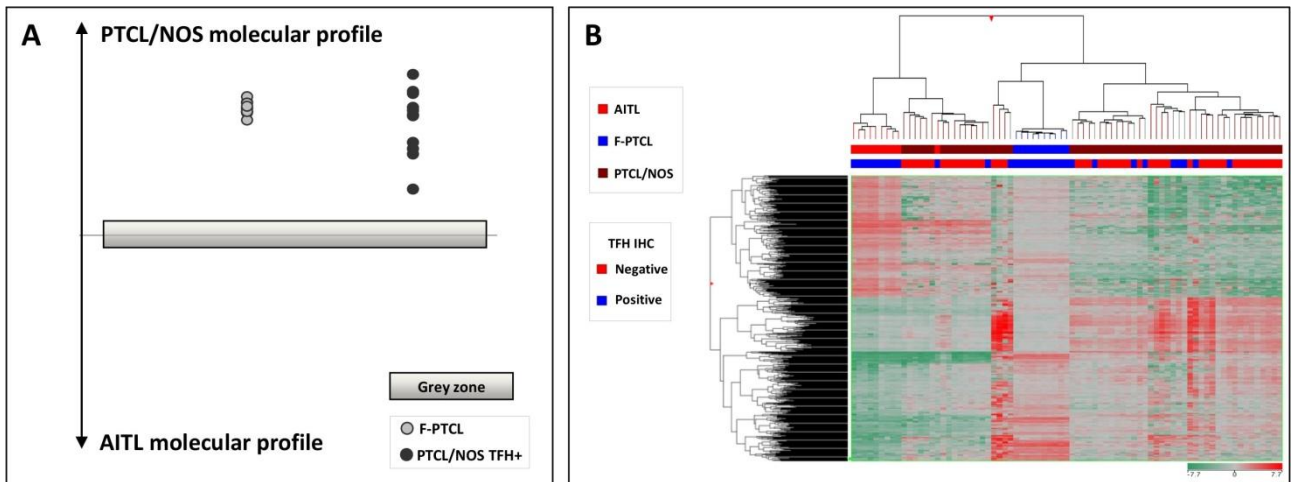 A
PTCL/NOS molecular profile
Grey zone
F-PTCL
PTCL/NOS TFH+
AITL molecular profile
B
AITL
F-PTCL
PTCL/NOS
TFH IHC
Negative
Positive
-7.7 0 7.7